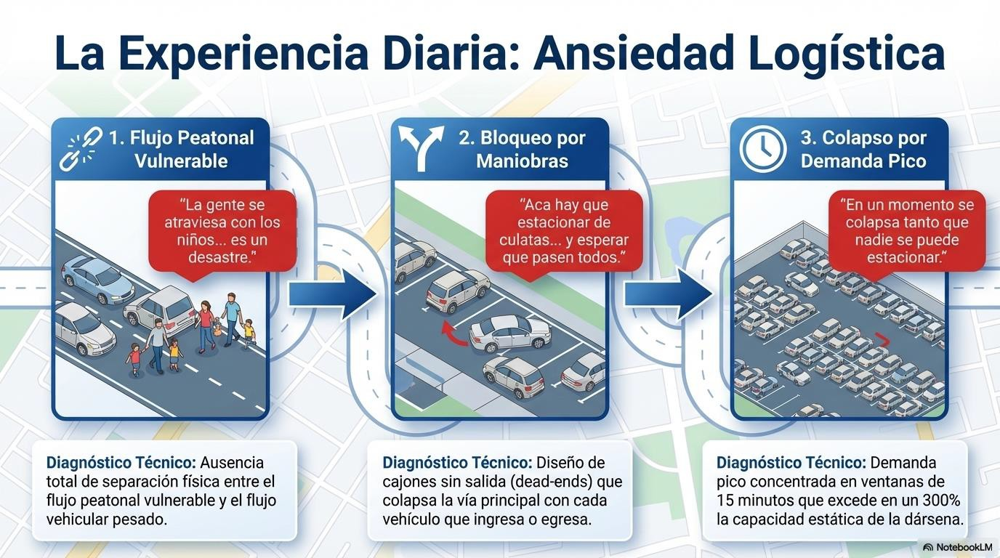 La Experiencia Diaria: Ansiedad Logística
1. Flujo Peatonal
Vulnerable
"La gente se
atraviesa con los
niños... es un
desastre."
2. Bloqueo por
Maniobras
"Aca hay que
estacionar de
culatas... y esperar
que pasen todos."
3. Colapso por
Demanda Pico
"En un momento se
colapsa tanto que
nadie se puede
estacionar."
Diagnóstico Técnico: Ausencia
total de separación física entre el
flujo peatonal vulnerable y el flujo
vehicular pesado.
Diagnóstico Técnico: Diseño de
cajones sin salida (dead-ends) que
colapsa la vía principal con cada
vehículo que ingresa o egresa.
Diagnóstico Técnico: Demanda
pico concentrada en ventanas de
15 minutos que excede en un 300%
la capacidad estática de la dársena.
NotebookLM